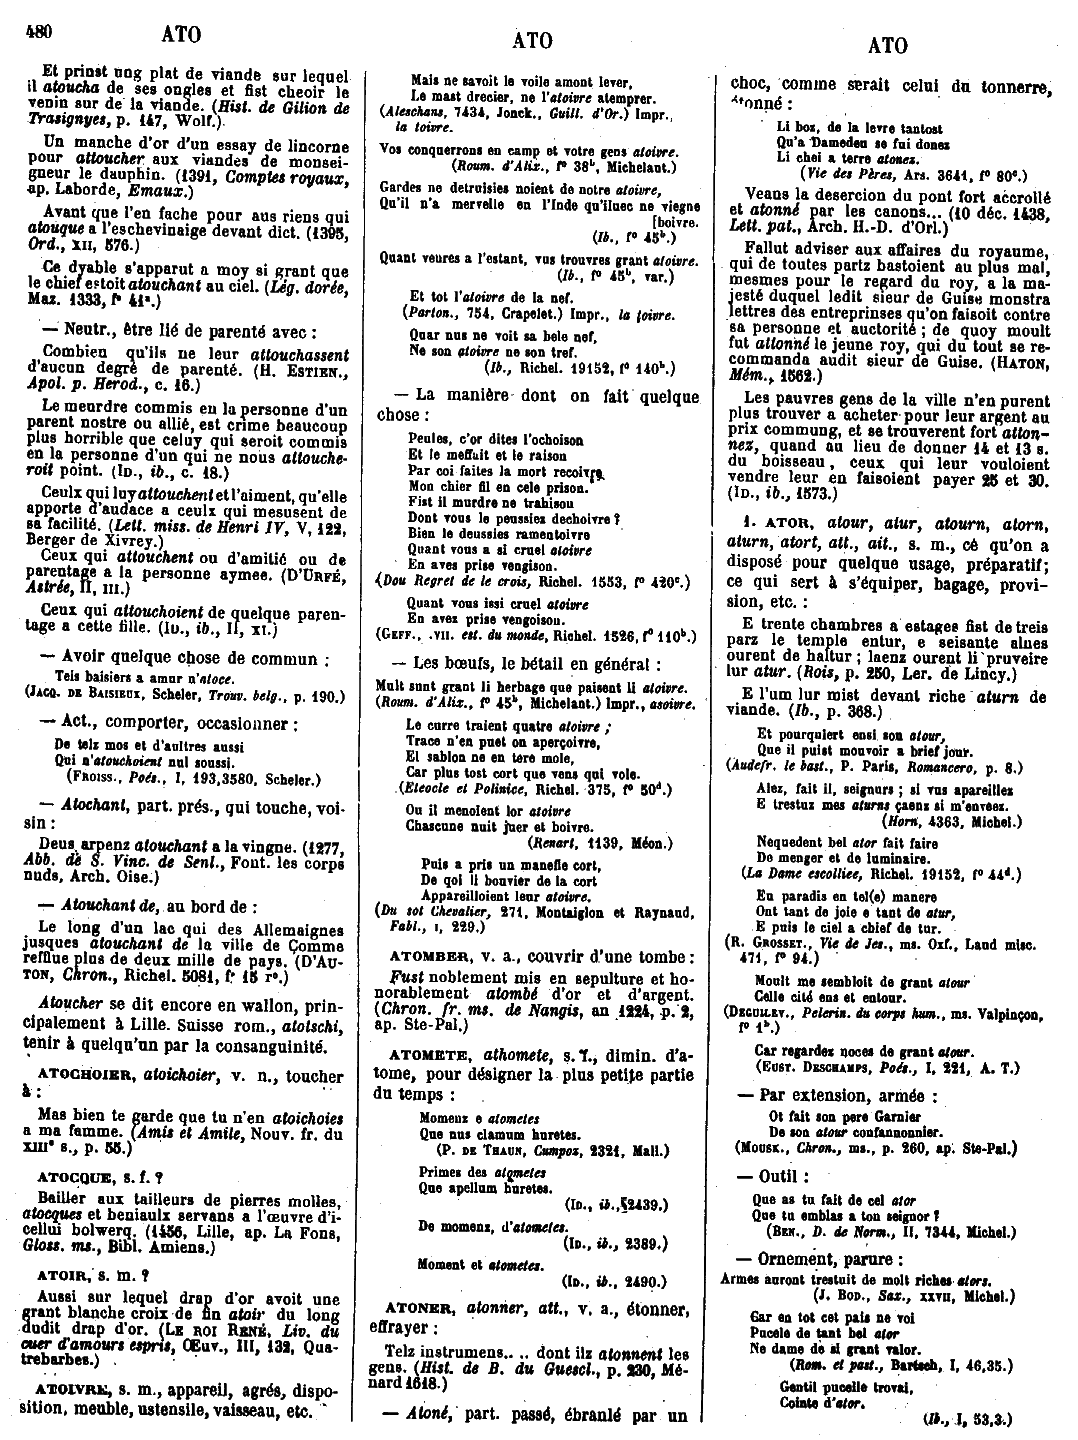 480
ATO
ATO
ATO
Et prinst ung plat de viande sur lequel
il atoucha de ses ongles et fist cheoir le
venin sur de la viande. (Hist. de Gilion de
Trasignyes, p. 147, Wolf.)
Un manche d'or d'un essay de lincorne
pour attoucher aux viandes de monsei-
gneur le dauphin. (1391, Comptes royaux,
ap. Laborde, Emaux.)
Avant que l'en fache pour aus riens qui
atouque a l'eschevinaige devant dict. (1395,
Ord., XII, 576.)
Ce dyable s'apparut a moy si grant que
le chief estoit atouchant au ciel. (Lég. dorée,
Maz. 1333, f° 41ª.)
— Neutr., être lié de parenté avec :
Combien qu'ils ne leur attouchassent
d'aucun degré de parenté. (H. ESTIEN.,
Apol. p. Herod., c. 16.)
Le meurdre commis en la personne d'un
parent nostre ou allié, est crime beaucoup
plus horrible que celuy qui seroit commis
en la personne d'un qui ne nous attouche-
roit point. (ID., ib., c. 18.)
Ceulx qui luy attouchent et l'aiment, qu'elle
apporte d'audace a ceulx qui mesusent de
sa facilité. (Lett. miss. de Henri IV, V, 122,
Berger de Xivrey.)
Ceux qui attouchent ou d'amitié ou de
parentage a la personne aymee. (D'URFÉ,
Astrée, II, III.)
Ceux qui attouchoient de quelque paren-
tage a cette fille. (ID., ib., II, XI.)
— Avoir quelque chose de commun :
Teis baisiers a amur n'atoce.
(JACQ. DE BAISIEUX, Scheler, Trouv. belg., p. 190.)
— Act., comporter, occasionner :
De telz mos et d'aultres aussi
Qui n'atouchoient nul soussi.
(FROISS., Poés., I, 193,3580, Scheler.)
— Atochant, part. prés., qui touche, voi-
sin :
Deus arpenz atouchant a la vingne. (1277,
Abb. de S. Vinc. de Senl., Font. les corps
nuds, Arch. Oise.)
— Atouchant de, au bord de :
Le long d'un lac qui des Allemaignes
jusques atouchant de la ville de Comme
refflue plus de deux mille de pays. (D'AU-
TON, Chron., Richel. 5081, f° 15 r°.)
Atoucher se dit encore en wallon, prin-
cipalement à Lille. Suisse rom., atotschi,
tenir à quelqu'un par la consanguinité.
ATOCHOIER, atoichoier, v. n., toucher
à :
Mas bien te garde que tu n'en atoichoies
a ma famme. (Amis et Amile, Nouv. fr. du
XIIIᵉ s., p. 55.)
ATOCQUE, s. f. ?
Bailler aux tailleurs de pierres molles,
atocques et beniaulx servans a l'œuvre d'i-
cellui bolwerq. (1456, Lille, ap. La Fons,
Gloss. ms., Bibl. Amiens.)
ATOIR, s. m. ?
Aussi sur lequel drap d'or avoit une
grant blanche croix de fin atoir du long
dudit drap d'or. (LE ROI RENÉ, Liv. du
cuer d'amours espris, Œuv., III, 132, Qua-
trebarbes.)
ATOIVRE, s. m., appareil, agrés, dispo-
sition, meuble, ustensile, vaisseau, etc.
Mais ne savoit le voile amont lever,
Le mast drecier, ne l'atoivre atemprer.
(Aleschans, 7434, Jonck., Guill. d'Or.) Impr.,
la toivre.
Vos conquerrons en camp et votre gens atoivre.
(Roum. d'Alix., f° 38ᵇ, Michelant.)
Gardes ne detruisies noient de notre atoivre,
Qu'il n'a mervelle en l'Inde qu'iluec ne viegne
[boivre.
(Ib., f° 45ᵇ.)
Quant veures a l'estant, vus trouvres grant atoivre.
(Ib., f° 45ᵇ, var.)
Et tot l'atoivre de la nef.
(Parton., 754, Crapelet.) Impr., la toivre.
Quar nus ne voit sa bele nef,
Ne son atoivre ne son tref.
(Ib., Richel. 19152, f° 140ᵇ.)
— La manière dont on fait quelque
chose :
Peules, c'or dites l'ochoison
Et le meffuit et le raison
Par coi faites la mort recoivre
Mon chier fil en cele prison.
Fist il murdre ne trahisou
Dont vous le peussiez dechoivre ?
Bien le deussies ramentoivre
Quant vous a si cruel atoivre
En aves prise vengison.
(Dou Regret de le crois, Richel. 1553, f° 420ᶜ.)
Quant vous issi cruel atoivre
En avez prise vengoison.
(GEFF., .VII. est. du monde, Richel. 1526, f° 110ᵇ.)
— Les bœufs, le bétail en général :
Mult sunt grant li herbage que paisent li atoivre.
(Roum. d'Alix., f° 45ᵇ, Michelant.) Impr., asoivre.
Le curre traient quatre atoivre ;
Trace n'en puet on aperçoivre,
El sablon ne en tere mole,
Car plus tost cort que vens qui vole.
(Eteocle et Polinice, Richel. 375, f° 50ᵈ.)
Ou il menoient lor atoivre
Chascune nuit juer et boivre.
(Renart, 1139, Méon.)
Puis a pris un manefle cort,
De qoi li bouvier de la cort
Appareilloient leur atoivre.
(Du sot Chevalier, 271, Montaiglon et Raynaud,
Fabl., I, 229.)
ATOMBER, v. a., couvrir d'une tombe :
Fust noblement mis en sepulture et ho-
norablement atombé d'or et d'argent.
(Chron. fr. ms. de Nangis, an 1224, p. 2,
ap. Ste-Pal.)
ATOMETE, athomete, s. f., dimin. d'a-
tome, pour désigner la plus petite partie
du temps :
Momenz e atometes
Que nus clamum huretes.
(P. DE THAUN, Cumpoz, 2321, Mall.)
Primes des atometes
Que apellum huretes.
(ID., ib., 2439.)
De momenz, d'atometes.
(ID., ib., 2389.)
Moment et atometes.
(ID., ib., 2490.)
ATONER, atonner, att., v. a., étonner,
effrayer :
Telz instrumens.. .. dont ilz atonnent les
gens. (Hist. de B. du Guescl., p. 230, Mé-
nard 1618.)
— Atoné, part. passé, ébranlé par un
choc, comme serait celui du tonnerre,
atonné :
Li boz, de la levre tantost
Qu'a Damedeu se fui donez
Li chei a terre atonez.
(Vie des Pères, Ars. 3641, f° 80ᶜ.)
Veans la desercion du pont fort accrollé
et atonné par les canons... (10 déc. 1438,
Lett. pat., Arch. H.-D. d'Orl.)
Fallut adviser aux affaires du royaume,
qui de toutes partz bastoient au plus mal,
mesmes pour le regard du roy, a la ma-
jesté duquel ledit sieur de Guise monstra
lettres des entreprinses qu'on faisoit contre
sa personne et auctorité ; de quoy moult
fut attonné le jeune roy, qui du tout se re-
commanda audit sieur de Guise. (HATON,
Mém., 1562.)
Les pauvres gens de la ville n'en purent
plus trouver a acheter pour leur argent au
prix commung, et se trouverent fort atton-
nez, quand au lieu de donner 14 et 13 s.
du boisseau, ceux qui leur vouloient
vendre leur en faisoient payer 25 et 30.
(ID., ib., 1573.)
1. ATOR, atour, atur, atourn, atorn,
aturn, atort, att., ait., s. m., ce qu'on a
disposé pour quelque usage, préparatif;
ce qui sert à s'équiper, bagage, provi-
sion, etc. :
E trente chambres a estages fist de treis
parz le temple entur, e seisante alnes
ourent de haltur ; laenz ourent li pruveire
lur atur. (Rois, p. 250, Ler. de Lincy.)
E l'um lur mist devant riche aturn de
viande. (Ib., p. 368.)
Et pourquiert ensi son atour,
Que il puist mouvoir a brief jour.
(Audefr. le bast., P. Paris, Romancero, p. 8.)
Alez, fait il, seignurs ; si vus apareillez
E trestuz mes aturns çaenz si m'enveez.
(Horn, 4363, Michel.)
Nequedent bel ator fait faire
De menger et de luminaire.
(La Dame escolliee, Richel. 19152, f° 44ᵈ.)
En paradis en tel(e) manere
Ont tant de joie e tant de atur,
E puis le ciel a chief de tur.
(R. GROSSET., Vie de Jes., ms. Oxf., Laud misc.
471, f° 94.)
Moult me sembloit de grant atour
Celle cité ens et entour.
(DEGUILEV., Pelerin. du corps hum., ms. Valpinçon,
f° 1ᵇ.)
Car regardez noces de grant atour.
(EUST. DESCHAMPS, Poés., I, 221, A. T.)
— Par extension, armée :
Ot fait son pere Garnier
De son atour confannonnier.
(MOUSK., Chron., ms., p. 260, ap. Ste-Pal.)
— Outil :
Que as tu fait de cel ator
Que tu emblas a ton seignor ?
(BEN., D. de Norm., II, 7344, Michel.)
— Ornement, parure :
Armes auront trestuit de molt riches ators.
(J. BOD., Sax., XXVII, Michel.)
Gar en tot cet pais ne voi
Pucele de tant bel ator
Ne dame de si grant valor.
(Rom. et past., Bartsch, I, 46,35.)
Gentil pucelle trovai,
Cointe d'ator.
(Ib., I, 53,3.)